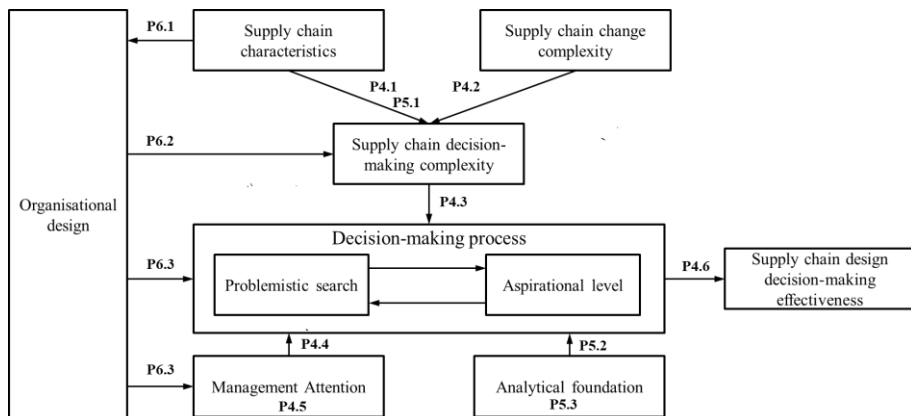 P6.1
Supply chain
characteristics
Supply chain change
complexity
P4.1
P5.1
P4.2
P6.2
Supply chain decision-
making complexity
P4.3
Organisational
design
Decision-making process
P6.3
Problemistic search
Aspirational level
P4.6
Supply chain design
decision-making
effectiveness
P4.4
P5.2
P6.3
Management Attention
P4.5
Analytical foundation
P5.3